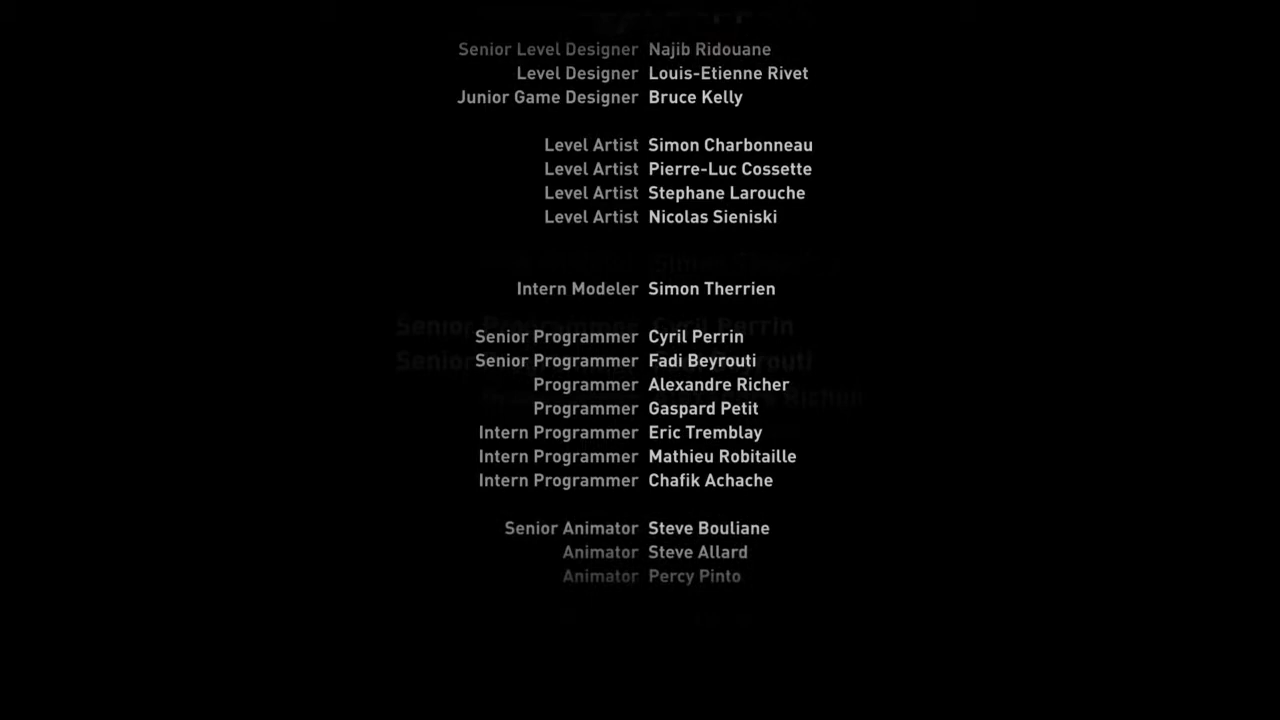 Senior Level Designer Najib Ridouane
Level Designer Louis-Etienne Rivet
Junior Game Designer Bruce Kelly
Level Artist Simon Charbonneau
Level Artist Pierre-Luc Cossette
Level Artist Stephane Larouche
Level Artist Nicolas Sieniski
Intern Modeler Simon Therrien
Senior Programmer Cyril Perrin
Senior Programmer Fadi Beyrouti
Programmer Alexandre Richer
Programmer Gaspard Petit
Intern Programmer Eric Tremblay
Intern Programmer Mathieu Robitaille
Intern Programmer Chafik Achache
Senior Animator Steve Bouliane
Animator Steve Allard
Animator Percy Pinto